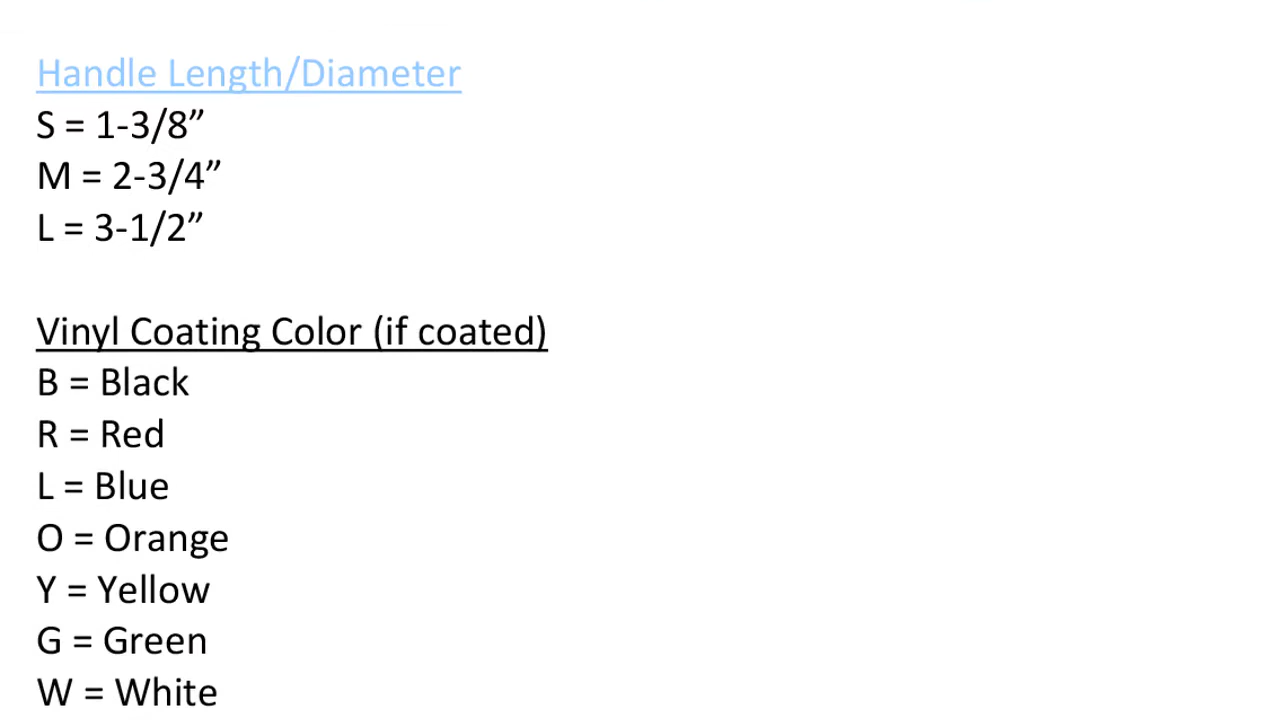 Handle Length/Diameter
S = 1-3/8”
M = 2-3/4”
L = 3-1/2”
Vinyl Coating Color (if coated)
B = Black
R = Red
L = Blue
O = Orange
Y = Yellow
G = Green
W = White